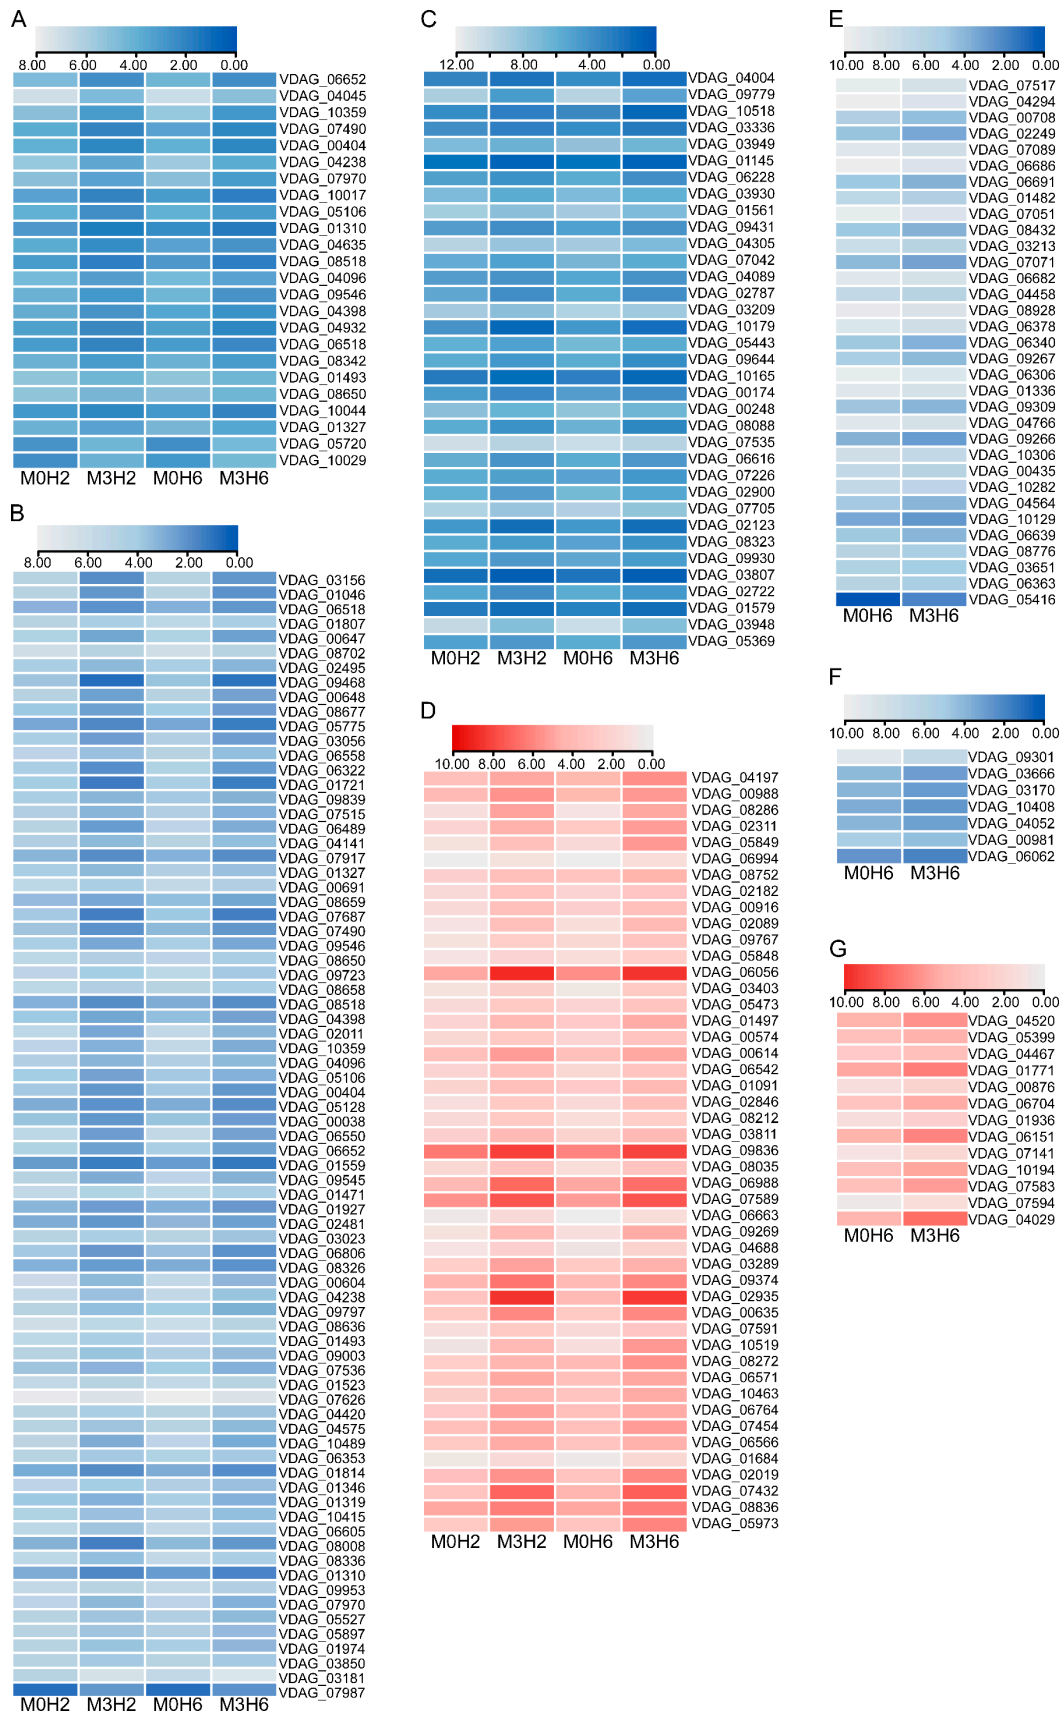 A
8.00 6.00 4.00 2.00 0.00
VDAG_06652
VDAG_04045
VDAG_10359
VDAG_07490
VDAG_00404
VDAG_04238
VDAG_07970
VDAG_10017
VDAG_05106
VDAG_01310
VDAG_04635
VDAG_08518
VDAG_04096
VDAG_09546
VDAG_04398
VDAG_04932
VDAG_06518
VDAG_08342
VDAG_01493
VDAG_08650
VDAG_10044
VDAG_01327
VDAG_05720
VDAG_10029
M0H2 M3H2 M0H6 M3H6
B
8.00 6.00 4.00 2.00 0.00
VDAG_03156
VDAG_01046
VDAG_06518
VDAG_01807
VDAG_00647
VDAG_08702
VDAG_02495
VDAG_09468
VDAG_00648
VDAG_08677
VDAG_05775
VDAG_03056
VDAG_06558
VDAG_06322
VDAG_01721
VDAG_09839
VDAG_07515
VDAG_06489
VDAG_04141
VDAG_07917
VDAG_01327
VDAG_00691
VDAG_08659
VDAG_07687
VDAG_07490
VDAG_09546
VDAG_08650
VDAG_09723
VDAG_08658
VDAG_08518
VDAG_04398
VDAG_02011
VDAG_10359
VDAG_04096
VDAG_05106
VDAG_00404
VDAG_05128
VDAG_00038
VDAG_06550
VDAG_06652
VDAG_01559
VDAG_09545
VDAG_01471
VDAG_01927
VDAG_02481
VDAG_03023
VDAG_06806
VDAG_08326
VDAG_00604
VDAG_04238
VDAG_09797
VDAG_08636
VDAG_01493
VDAG_09003
VDAG_07536
VDAG_01523
VDAG_07626
VDAG_04420
VDAG_04575
VDAG_10489
VDAG_06353
VDAG_01814
VDAG_01346
VDAG_01319
VDAG_10415
VDAG_06605
VDAG_08008
VDAG_08336
VDAG_01310
VDAG_09953
VDAG_07970
VDAG_05527
VDAG_05897
VDAG_01974
VDAG_03850
VDAG_03181
VDAG_07987
M0H2 M3H2 M0H6 M3H6
C
12.00 8.00 4.00 0.00
VDAG_04004
VDAG_09779
VDAG_10518
VDAG_03336
VDAG_03949
VDAG_01145
VDAG_06228
VDAG_03930
VDAG_01561
VDAG_09431
VDAG_04305
VDAG_07042
VDAG_04089
VDAG_02787
VDAG_03209
VDAG_10179
VDAG_05443
VDAG_09644
VDAG_10165
VDAG_00174
VDAG_00248
VDAG_08088
VDAG_07535
VDAG_06616
VDAG_07226
VDAG_02900
VDAG_07705
VDAG_02123
VDAG_08323
VDAG_09930
VDAG_03807
VDAG_02722
VDAG_01579
VDAG_03948
VDAG_05369
M0H2 M3H2 M0H6 M3H6
D
10.00 8.00 6.00 4.00 2.00 0.00
VDAG_04197
VDAG_00988
VDAG_08286
VDAG_02311
VDAG_05849
VDAG_06994
VDAG_08752
VDAG_02182
VDAG_00916
VDAG_02089
VDAG_09767
VDAG_05848
VDAG_06056
VDAG_03403
VDAG_05473
VDAG_01497
VDAG_00574
VDAG_00614
VDAG_06542
VDAG_01091
VDAG_02846
VDAG_08212
VDAG_03811
VDAG_09836
VDAG_08035
VDAG_06988
VDAG_07589
VDAG_06663
VDAG_09269
VDAG_04688
VDAG_03289
VDAG_09374
VDAG_02935
VDAG_00635
VDAG_07591
VDAG_10519
VDAG_08272
VDAG_06571
VDAG_10463
VDAG_06764
VDAG_07454
VDAG_06566
VDAG_01684
VDAG_02019
VDAG_07432
VDAG_08836
VDAG_05973
M0H2 M3H2 M0H6 M3H6
E
10.00 8.00 6.00 4.00 2.00 0.00
VDAG_07517
VDAG_04294
VDAG_00708
VDAG_02249
VDAG_07089
VDAG_06686
VDAG_06691
VDAG_01482
VDAG_07051
VDAG_08432
VDAG_03213
VDAG_07071
VDAG_06682
VDAG_04458
VDAG_08928
VDAG_06378
VDAG_06340
VDAG_09267
VDAG_06306
VDAG_01336
VDAG_09309
VDAG_04766
VDAG_09266
VDAG_10306
VDAG_00435
VDAG_10282
VDAG_04564
VDAG_10129
VDAG_06639
VDAG_08776
VDAG_03651
VDAG_06363
VDAG_05416
M0H6 M3H6
F
10.00 8.00 6.00 4.00 2.00 0.00
VDAG_09301
VDAG_03666
VDAG_03170
VDAG_10408
VDAG_04052
VDAG_00981
VDAG_06062
M0H6 M3H6
G
10.00 8.00 6.00 4.00 2.00 0.00
VDAG_04520
VDAG_05399
VDAG_04467
VDAG_01771
VDAG_00876
VDAG_06704
VDAG_01936
VDAG_06151
VDAG_07141
VDAG_10194
VDAG_07583
VDAG_07594
VDAG_04029
M0H6 M3H6